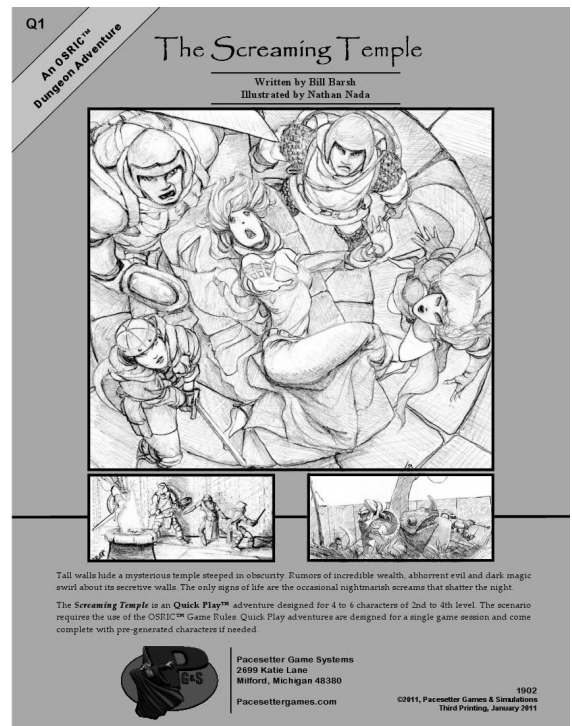 Q1
An OSRIC™
Dungeon Adventure
The Screaming Temple
Written by Bill Barsh
Illustrated by Nathan Nada
Tall walls hide a mysterious temple steeped in obscurity. Rumors of incredible wealth, abhorrent evil and dark magic
swirl about its secretive walls. The only signs of life are the occasional nightmarish screams that shatter the night.
The Screaming Temple is an Quick Play™ adventure designed for 4 to 6 characters of 2nd to 4th level. The scenario
requires the use of the OSRIC™ Game Rules. Quick Play adventures are designed for a single game session and come
complete with pre-generated characters if needed.
P
G&S
Pacesetter Game Systems
2699 Katie Lane
Milford, Michigan 48380
Pacesettergames.com
1902
©2011, Pacesetter Games & Simulations
Third Printing, January 2011